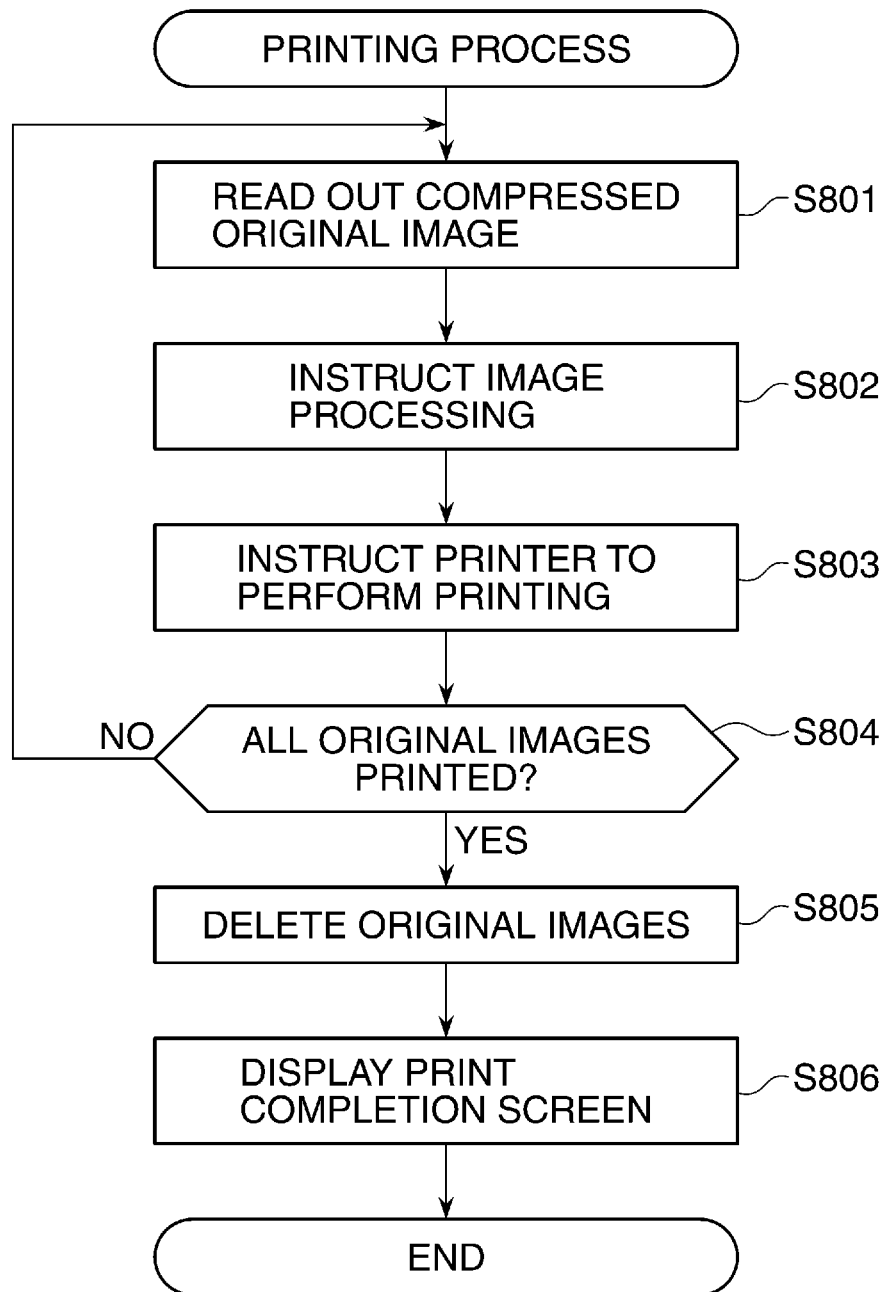 PRINTING PROCESS
READ OUT COMPRESSED
ORIGINAL IMAGE
S801
INSTRUCT IMAGE
PROCESSING
S802
INSTRUCT PRINTER TO
PERFORM PRINTING
S803
NO
ALL ORIGINAL IMAGES
PRINTED?
S804
YES
DELETE ORIGINAL IMAGES
S805
DISPLAY PRINT
COMPLETION SCREEN
S806
END